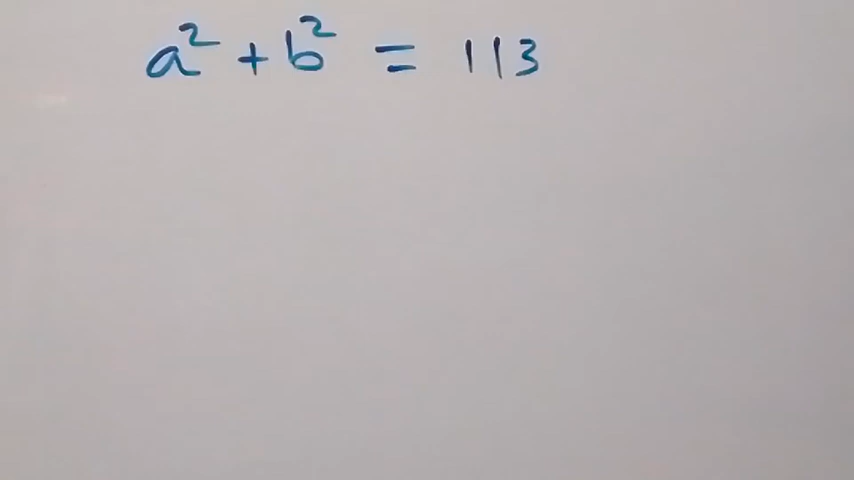 a² + b² = 113